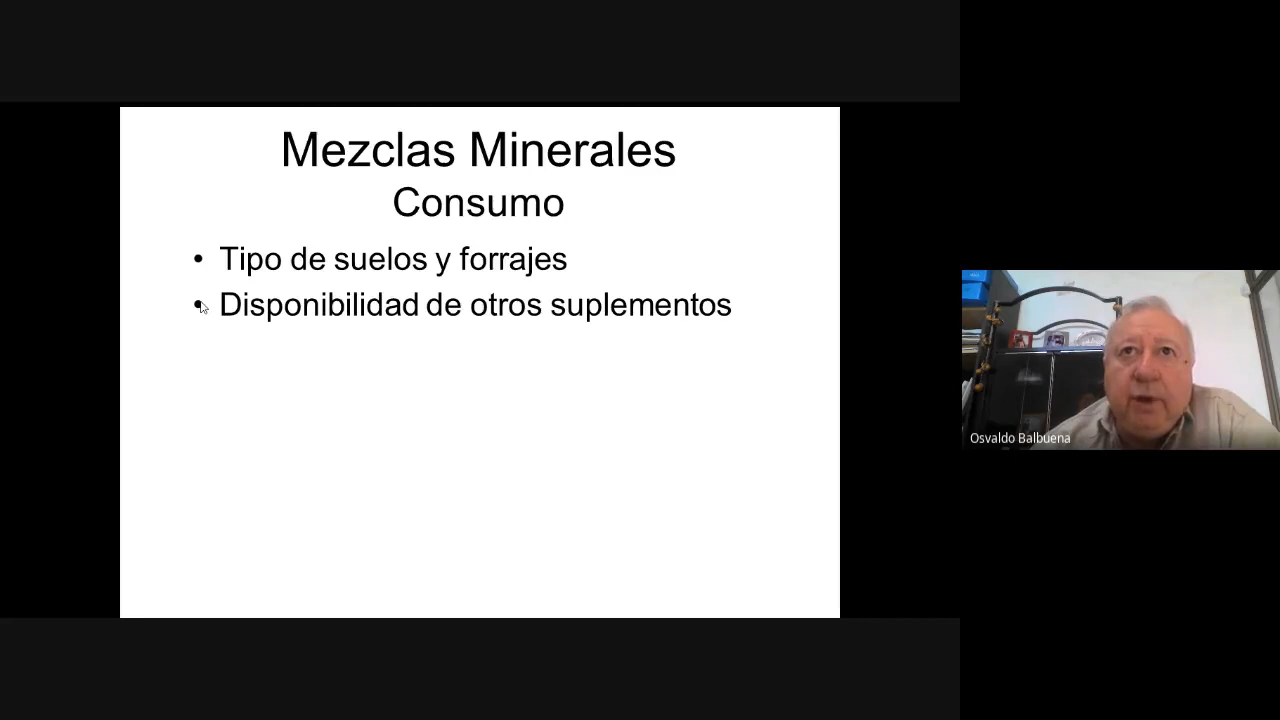 Mezclas Minerales
Consumo
• Tipo de suelos y forrajes
• Disponibilidad de otros suplementos
Osvaldo Balbuena